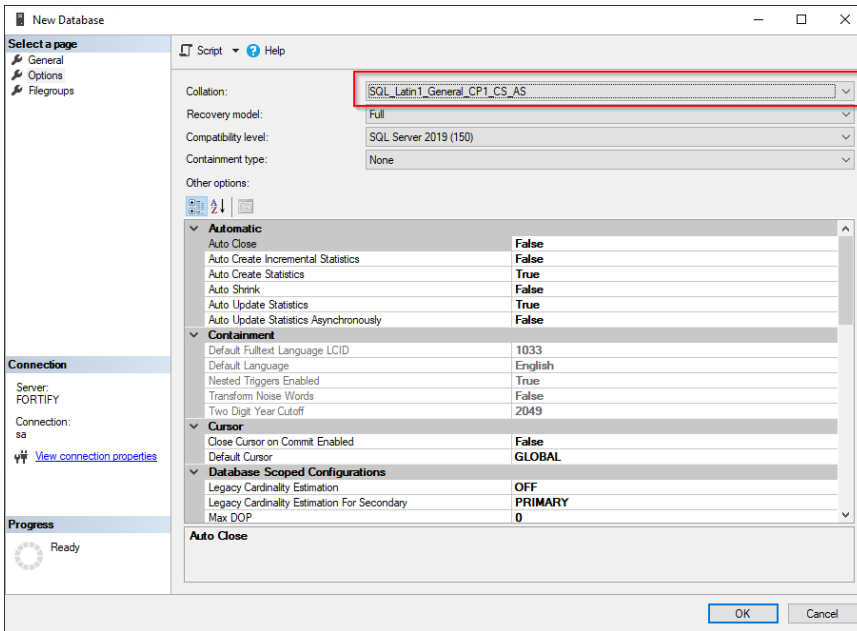 New Database
Select a page
General
Options
Filegroups
Script
Help
Collation: SQL_Latin1_General_CP1_CS_AS
Recovery model: Full
Compatibility level: SQL Server 2019 (150)
Containment type: None
Other options:
Automatic
Auto Close False
Auto Create Incremental Statistics False
Auto Create Statistics True
Auto Shrink False
Auto Update Statistics True
Auto Update Statistics Asynchronously False
Containment
Default Fulltext Language LCID 1033
Default Language English
Nested Triggers Enabled True
Transform Noise Words False
Two Digit Year Cutoff 2049
Cursor
Close Cursor on Commit Enabled False
Default Cursor GLOBAL
Database Scoped Configurations
Legacy Cardinality Estimation OFF
Legacy Cardinality Estimation For Secondary PRIMARY
Max DOP 0
Auto Close
Connection
Server:
FORTIFY
Connection:
sa
View connection properties
Progress
Ready
OK
Cancel